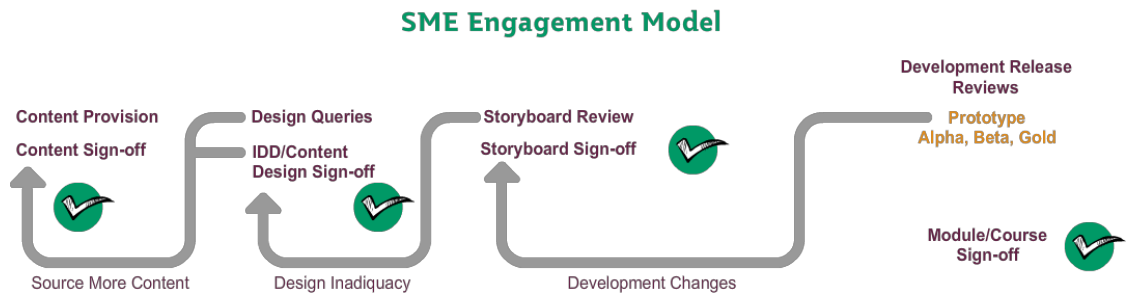 SME Engagement Model
Content Provision
Content Sign-off
Source More Content
Design Queries
IDD/Content
Design Sign-off
Design Inadiquacy
Storyboard Review
Storyboard Sign-off
Development Changes
Development Release
Reviews
Prototype
Alpha, Beta, Gold
Module/Course
Sign-off